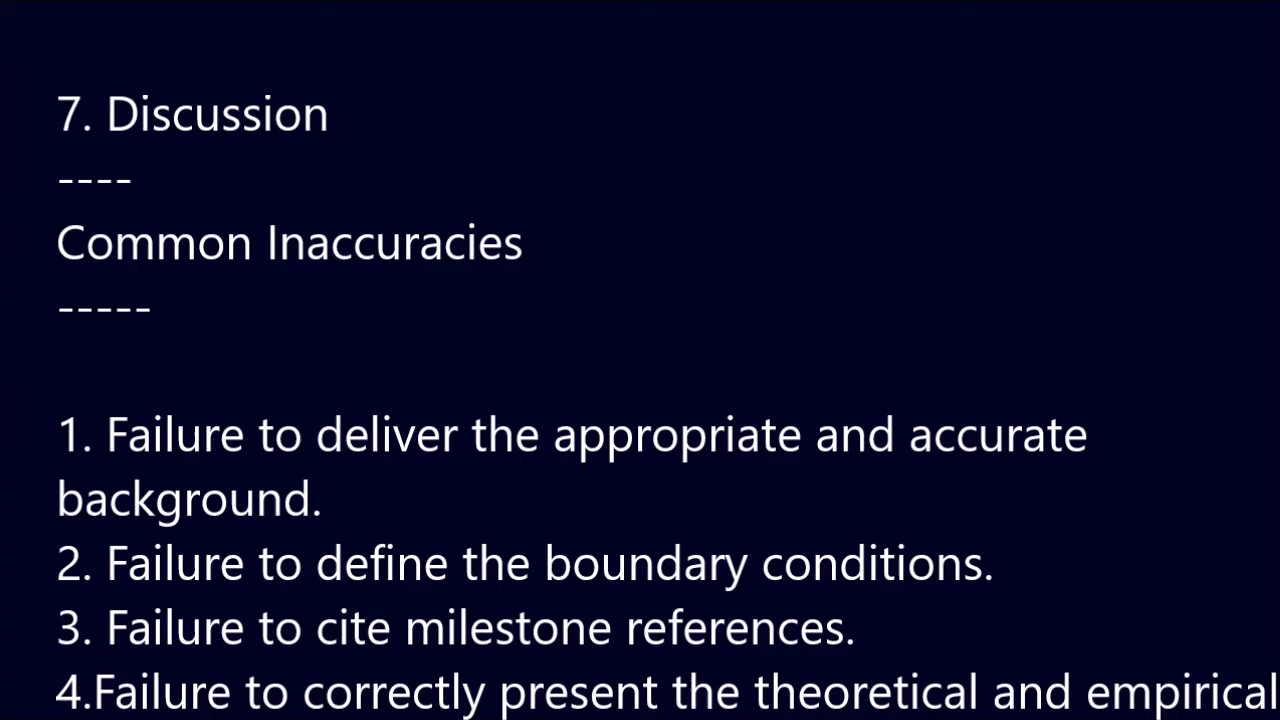 7. Discussion
----
Common Inaccuracies
-----
1. Failure to deliver the appropriate and accurate
background.
2. Failure to define the boundary conditions.
3. Failure to cite milestone references.
4.Failure to correctly present the theoretical and empirical